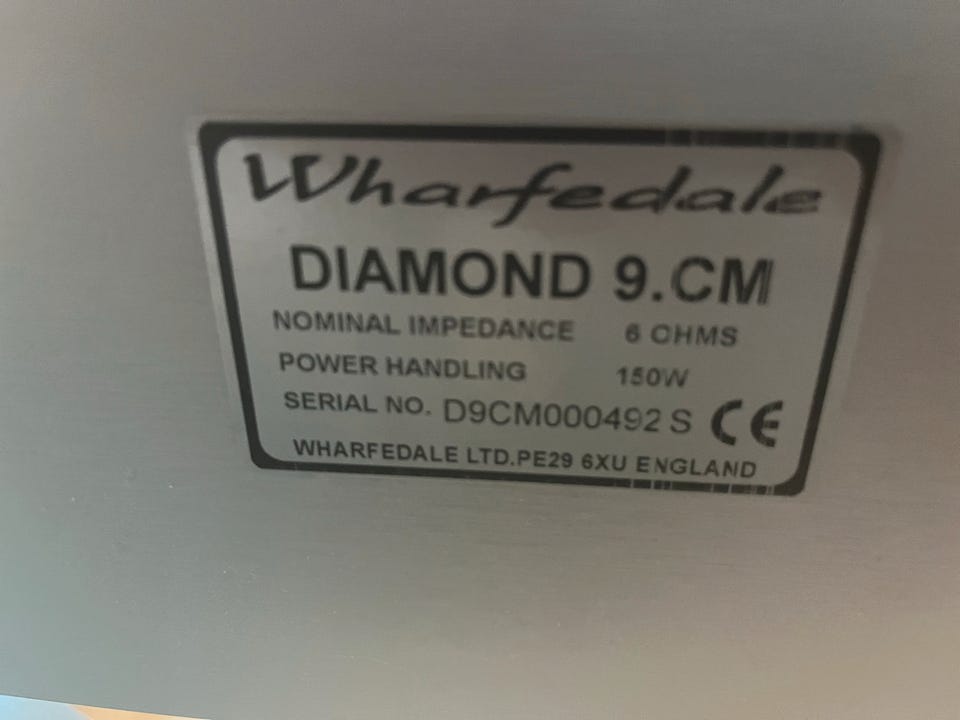 Wharfedale
DIAMOND 9.CM
NOMINAL IMPEDANCE 6 OHMS
POWER HANDLING 150W
SERIAL NO. D9CM000492 S CE
WHARFEDALE LTD.PE29 6XU ENGLAND